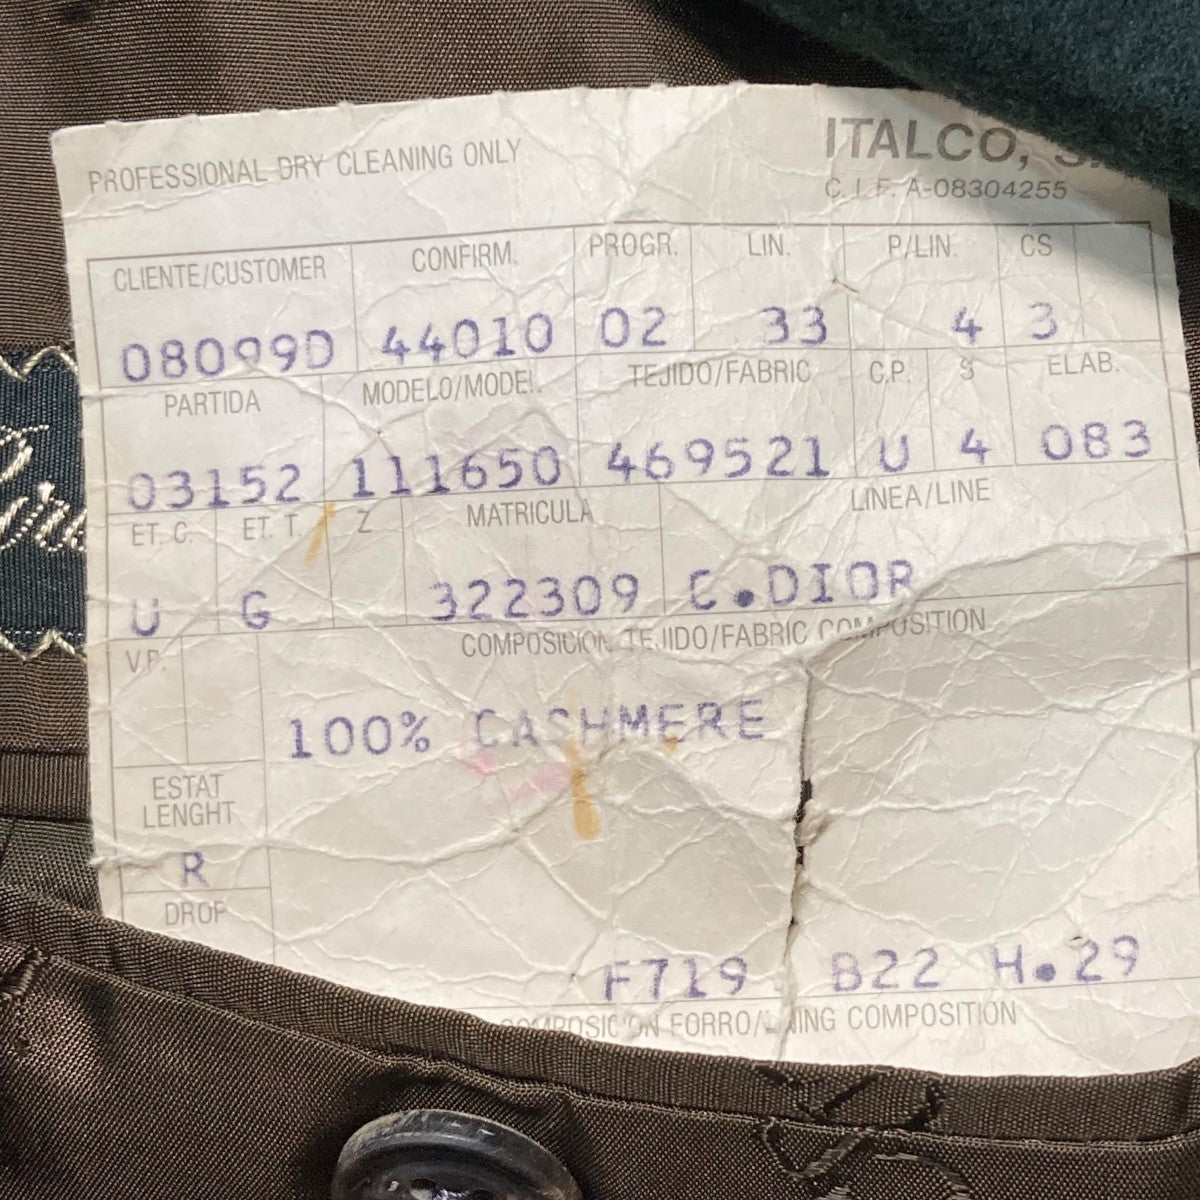 PROFESSIONAL DRY CLEANING ONLY
ITALCO,
C.I.F. A-08304255
CLIENTE/CUSTOMER CONFIRM. PROGR. LIN. P/LIN. CS
08099D 44010 02 33 4 3
PARTIDA MODELO/MODEL. TEJIDO/FABRIC C.P. S ELAB.
03152 111650 469521 U 4 083
ET. C. ET. T. Z MATRICULA LINEA/LINE
U G 322309 C.DIOR
V.P. COMPOSICION TEJIDO/FABRIC COMPOSITION
100% CASHMERE
ESTAT
LENGHT
R
DROP
F719 B22 H.29
COMPOSICION FORRO/LINING COMPOSITION